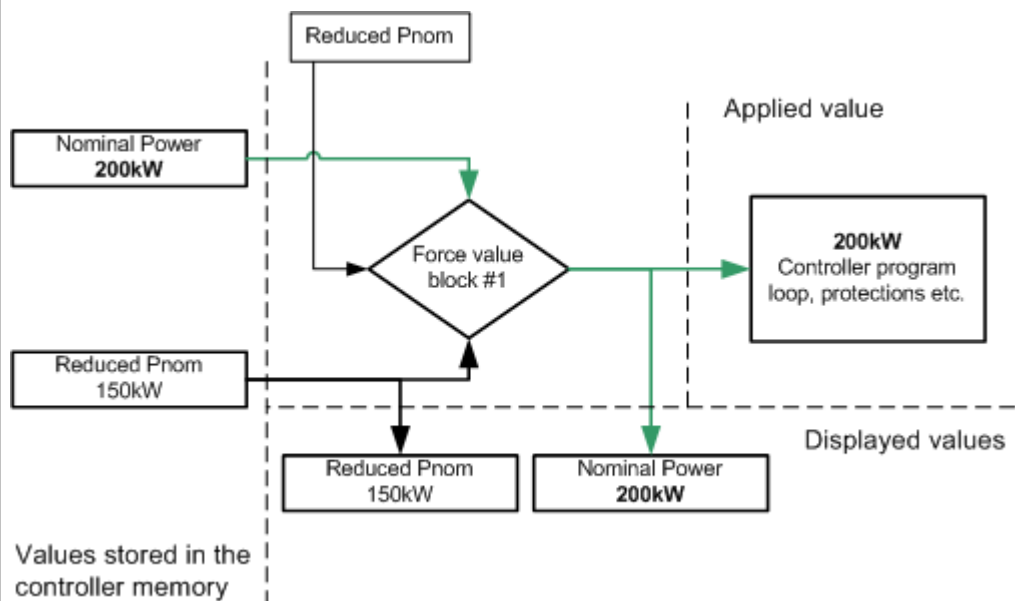 Reduced Pnom
Applied value
Nominal Power
200kW
Force value
block #1
200kW
Controller program
loop, protections etc.
Reduced Pnom
150kW
Displayed values
Reduced Pnom
150kW
Nominal Power
200kW
Values stored in the
controller memory